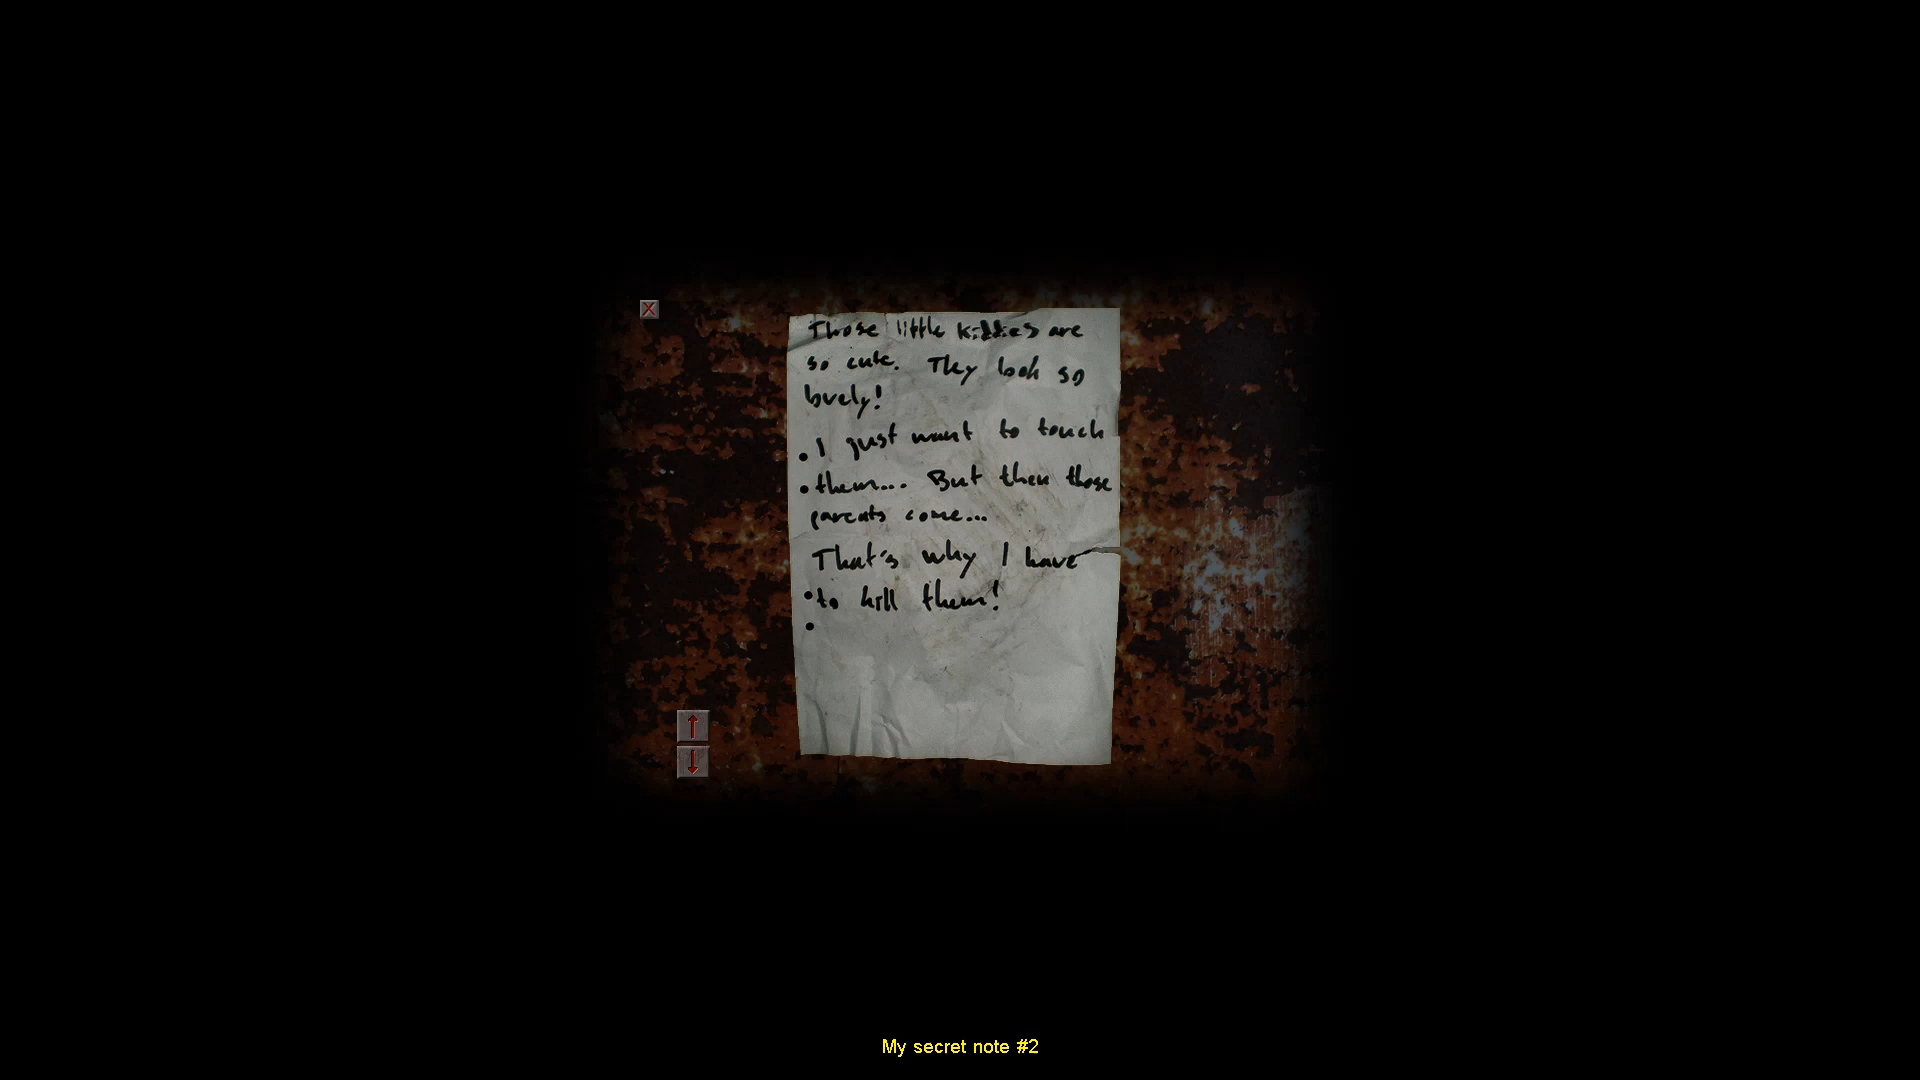 Those little kitties are
so cute. They look so
lovely!
I just want to touch
them... But then those
parents come...
That's why I have
to kill them!
My secret note #2